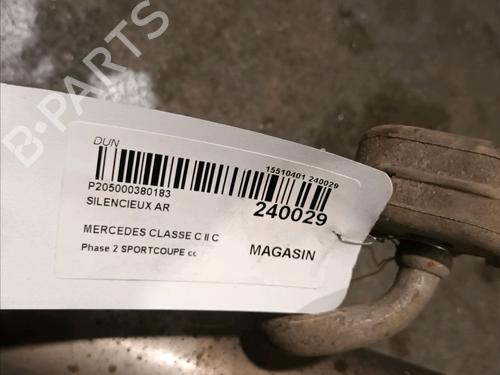 B-PARTS
DUN
15510401 240029
P205000380183
SILENCIEUX AR
240029
MERCEDES CLASSE C II C
MAGASIN
Phase 2 SPORTCOUPE cc